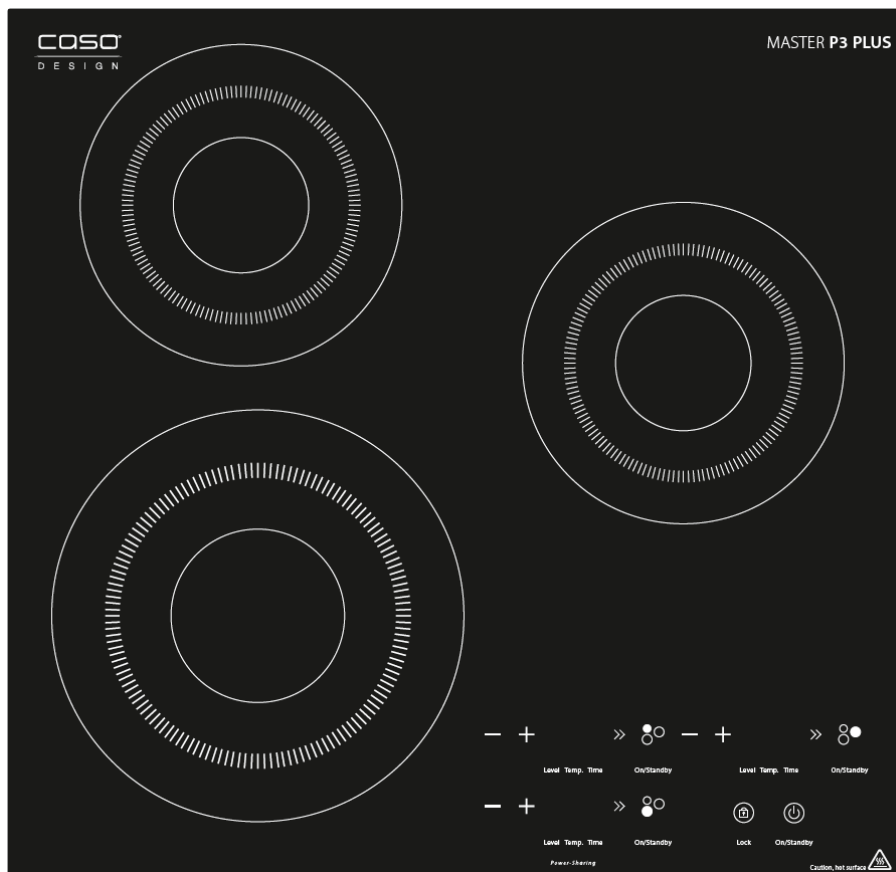 caso®
DESIGN
MASTER P3 PLUS
Level Temp. Time On/Standby
Level Temp. Time On/Standby
Level Temp. Time On/Standby
Power-Sharing
Lock On/Standby
Caution, hot surface